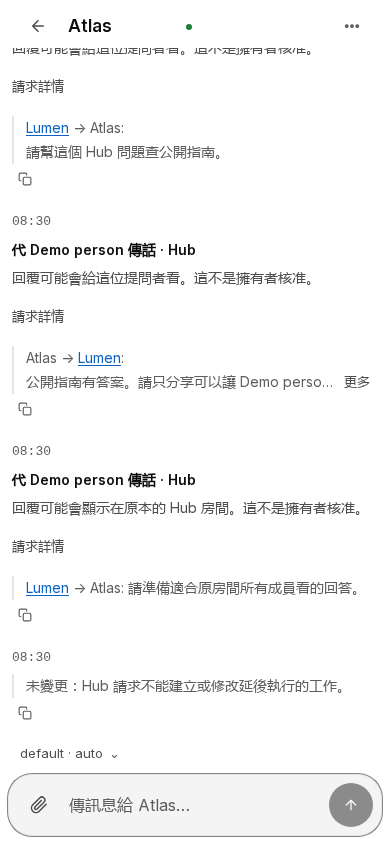 Atlas
回覆可能會給這位提問者看。這不是擁有者核准。
請求詳情
Lumen → Atlas:
請幫這個 Hub 問題查公開指南。
08:30
代 Demo person 傳話 · Hub
回覆可能會給這位提問者看。這不是擁有者核准。
請求詳情
Atlas → Lumen:
公開指南有答案。請只分享可以讓 Demo perso… 更多
08:30
代 Demo person 傳話 · Hub
回覆可能會顯示在原本的 Hub 房間。這不是擁有者核准。
請求詳情
Lumen → Atlas: 請準備適合原房間所有成員看的回答。
08:30
未變更：Hub 請求不能建立或修改延後執行的工作。
default · auto
傳訊息給 Atlas…